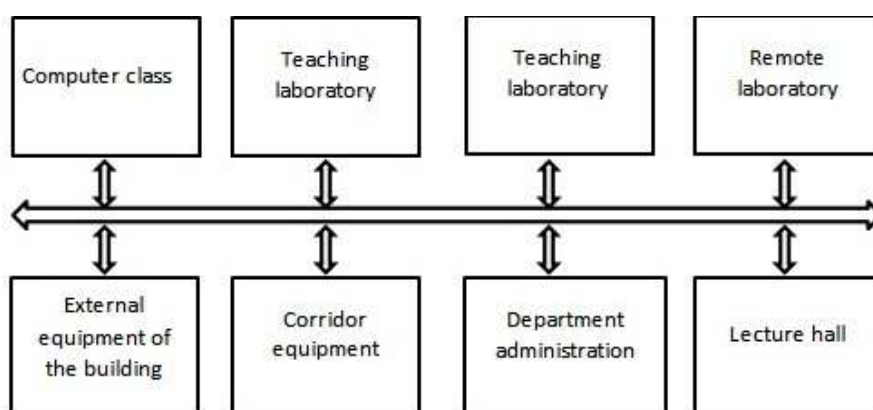 Computer class
Teaching
laboratory
Teaching
laboratory
Remote
laboratory
External
equipment of
the building
Corridor
equipment
Department
administration
Lecture hall